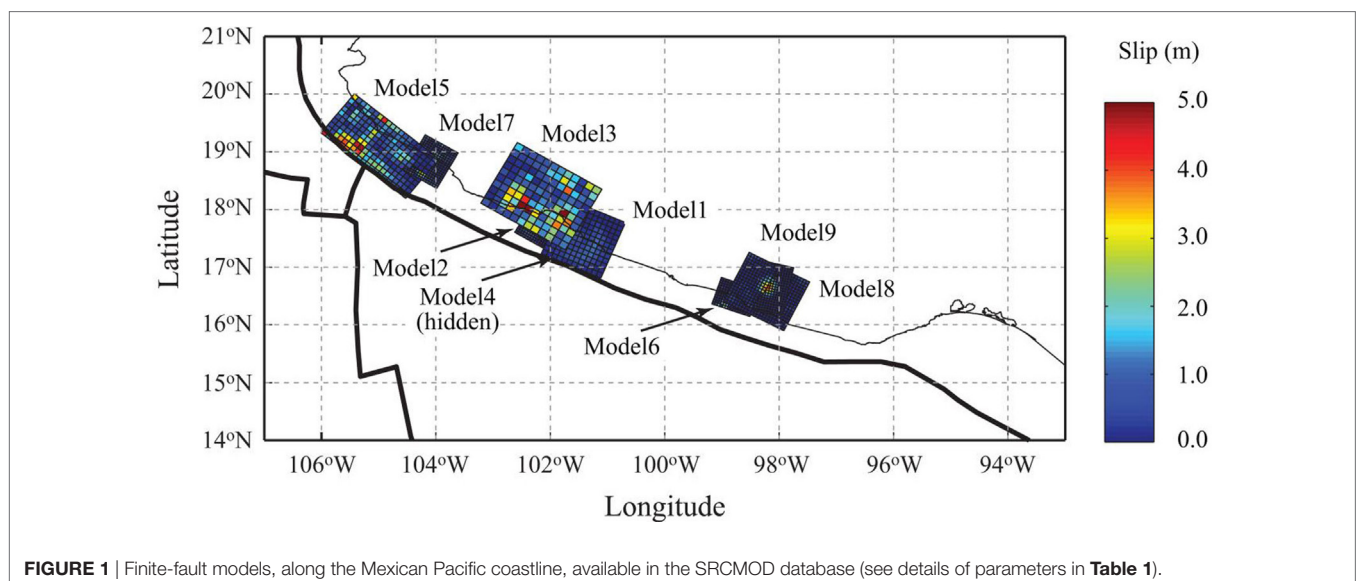 21°N
20°N
19°N
18°N
17°N
16°N
15°N
14°N
Latitude
106°W
104°W
102°W
100°W
98°W
96°W
94°W
Longitude
Model5
Model7
Model3
Model1
Model2
Model4
(hidden)
Model9
Model8
Model6
Slip (m)
5.0
4.0
3.0
2.0
1.0
0.0
FIGURE 1 | Finite-fault models, along the Mexican Pacific coastline, available in the SRCMOD database (see details of parameters in Table 1).